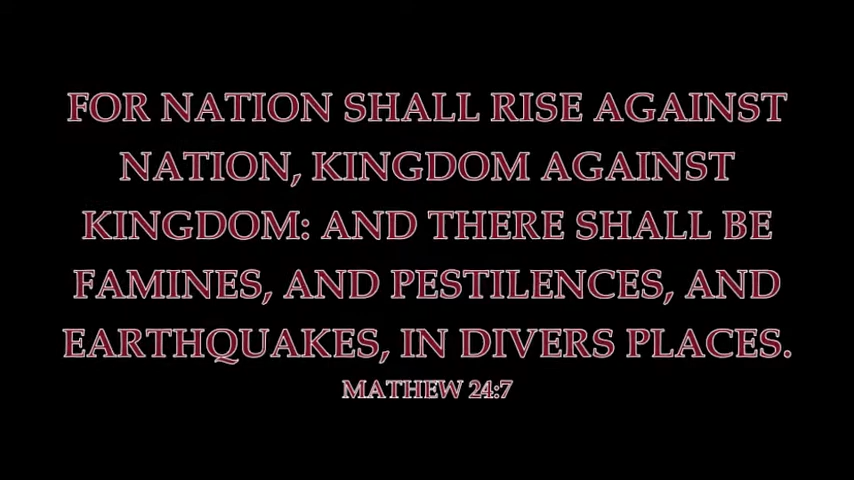 FOR NATION SHALL RISE AGAINST
NATION, KINGDOM AGAINST
KINGDOM: AND THERE SHALL BE
FAMINES, AND PESTILENCES, AND
EARTHQUAKES, IN DIVERS PLACES.
MATHEW 24:7